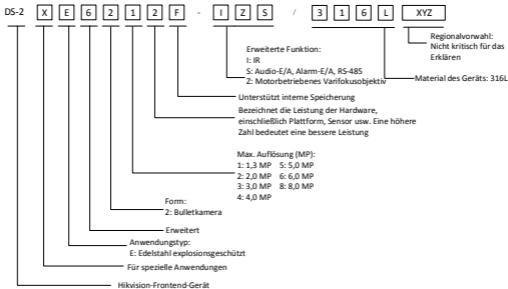 DS-2 X E 6 2 1 2 F - I Z S / 3 1 6 L XYZ
Regionalvorwahl:
Nicht kritisch für das
Erklären
Erweiterte Funktion:
I: IR
S: Audio-E/A, Alarm-E/A, RS-485
Z: Motorbetriebenes Varifokusobjektiv
Material des Geräts: 316L
Unterstützt interne Speicherung
Bezeichnet die Leistung der Hardware,
einschließlich Plattform, Sensor usw. Eine höhere
Zahl bedeutet eine bessere Leistung
Max. Auflösung (MP):
1: 1,3 MP 5: 5,0 MP
2: 2,0 MP 6: 6,0 MP
3: 3,0 MP 8: 8,0 MP
4: 4,0 MP
Form:
2: Bulletkamera
Erweitert
Anwendungstyp:
E: Edelstahl explosionsgeschützt
Für spezielle Anwendungen
Hikvision-Frontend-Gerät